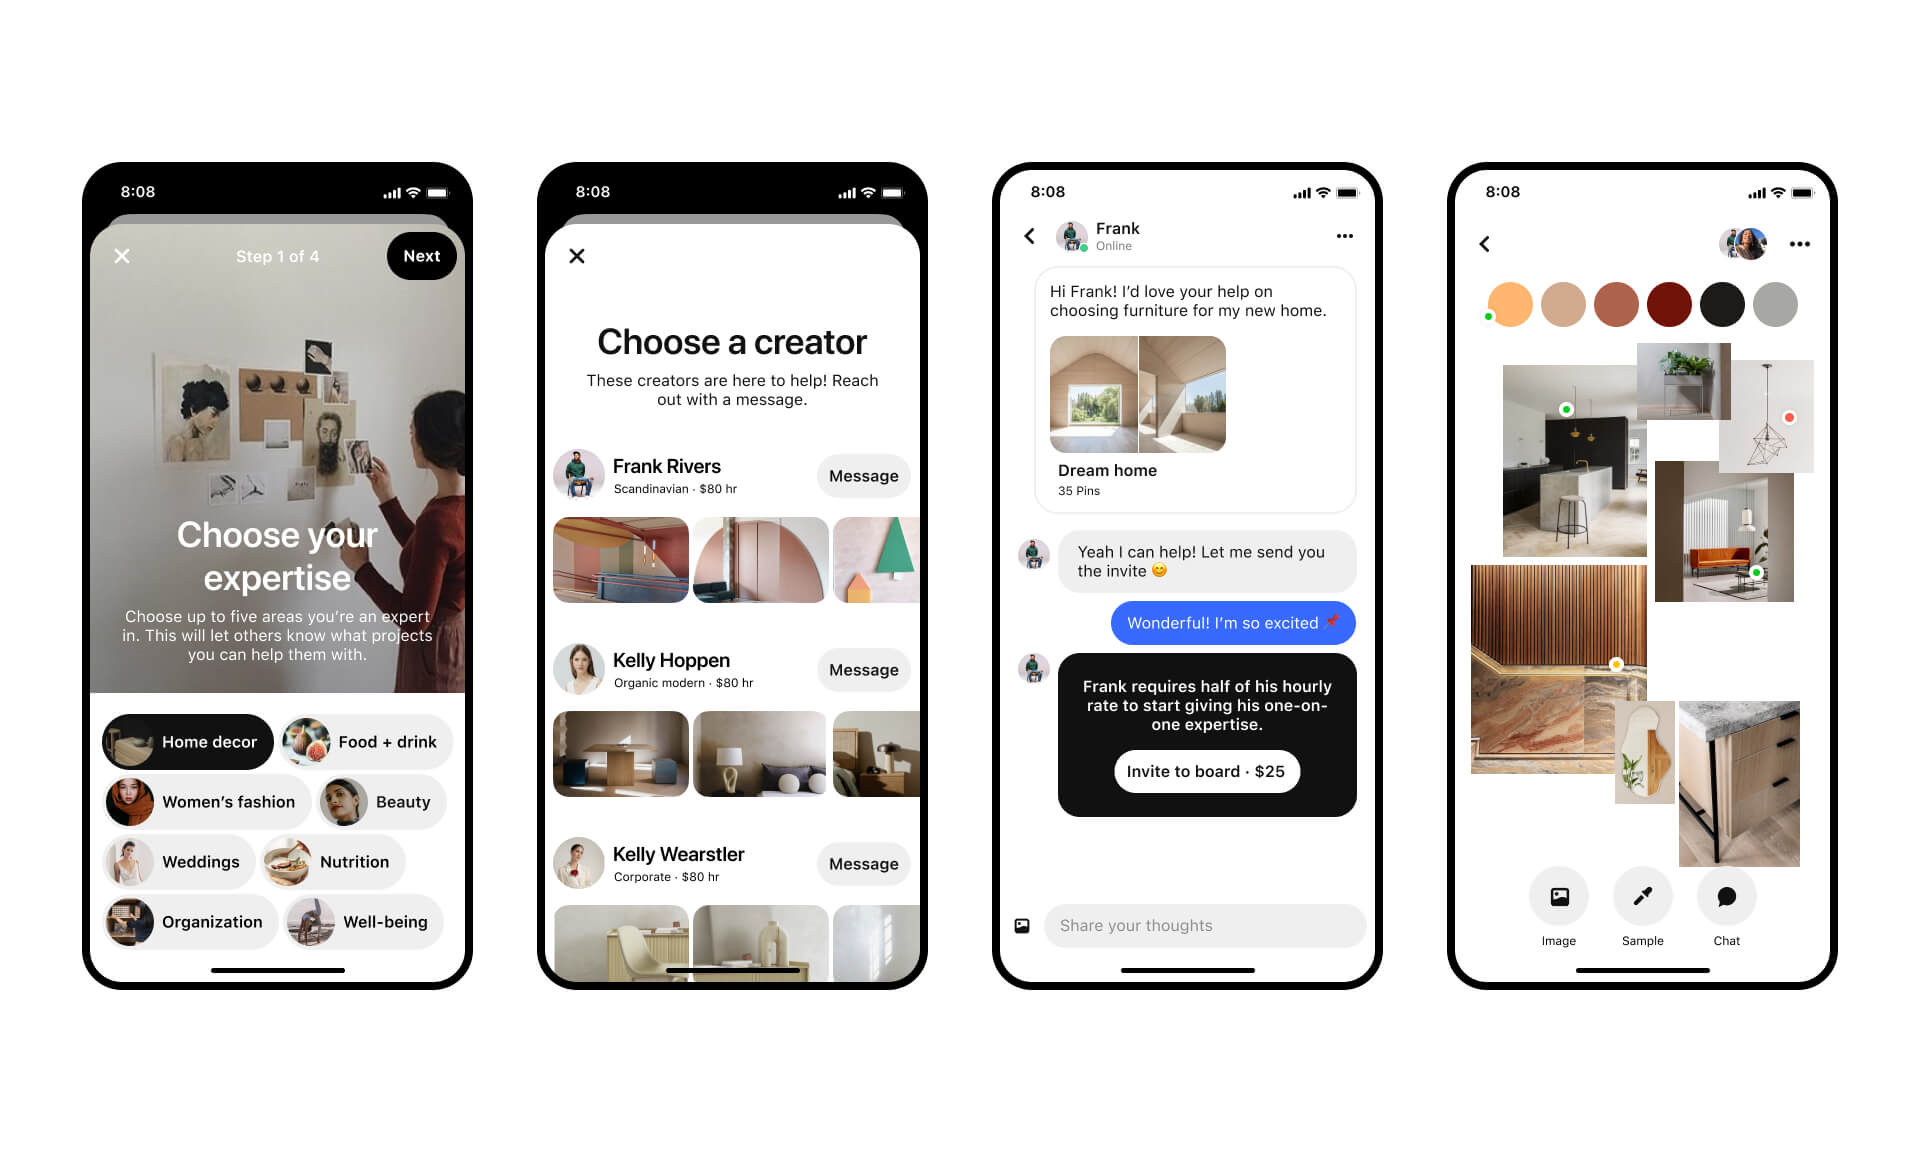 8:08
Step 1 of 4
Next
Choose your
expertise
Choose up to five areas you're an expert
in. This will let others know what projects
you can help them with.
Home decor
Food + drink
Women's fashion
Beauty
Weddings
Nutrition
Organization
Well-being
8:08
Choose a creator
These creators are here to help! Reach
out with a message.
Frank Rivers
Scandinavian · $80 hr
Message
Kelly Hoppen
Organic modern · $80 hr
Message
Kelly Wearstler
Corporate · $80 hr
Message
8:08
Frank
Online
Hi Frank! I'd love your help on
choosing furniture for my new home.
Dream home
35 Pins
Yeah I can help! Let me send you
the invite 😊
Wonderful! I'm so excited 📌
Frank requires half of his hourly
rate to start giving his one-on-
one expertise.
Invite to board · $25
Share your thoughts
8:08
Image
Sample
Chat